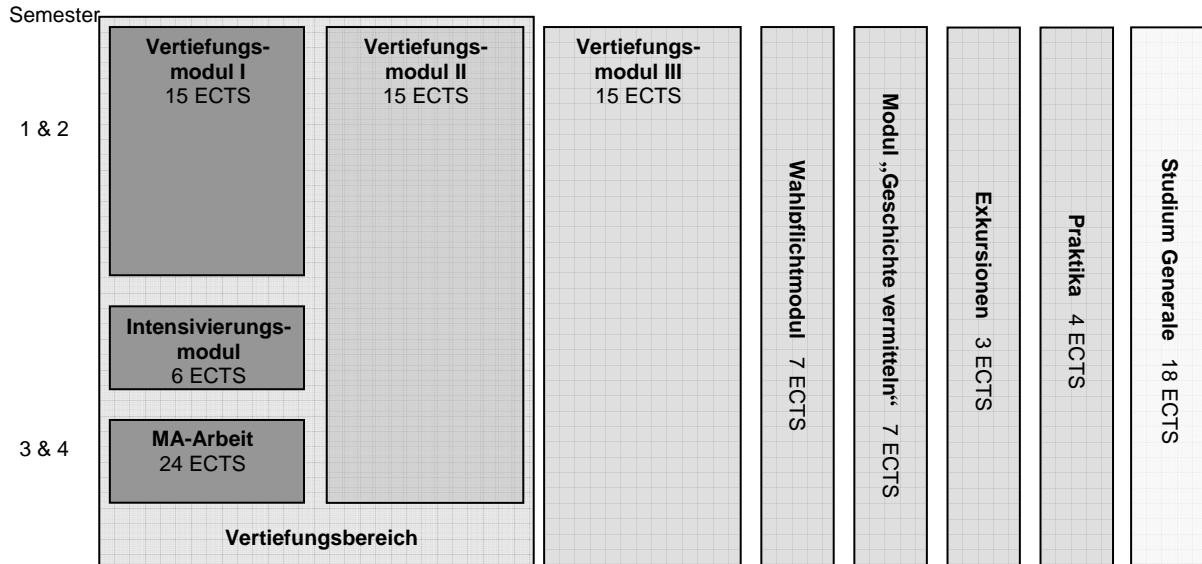 Semester
Vertiefungs-
modul I
15 ECTS
Vertiefungs-
modul II
15 ECTS
Vertiefungs-
modul III
15 ECTS
1 & 2
Intensivierungs-
modul
6 ECTS
3 & 4
MA-Arbeit
24 ECTS
Vertiefungsbereich
Wahlpflichtmodul 7 ECTS
Modul „Geschichte vermitteln“ 7 ECTS
Exkursionen 3 ECTS
Praktika 4 ECTS
Studium Generale 18 ECTS